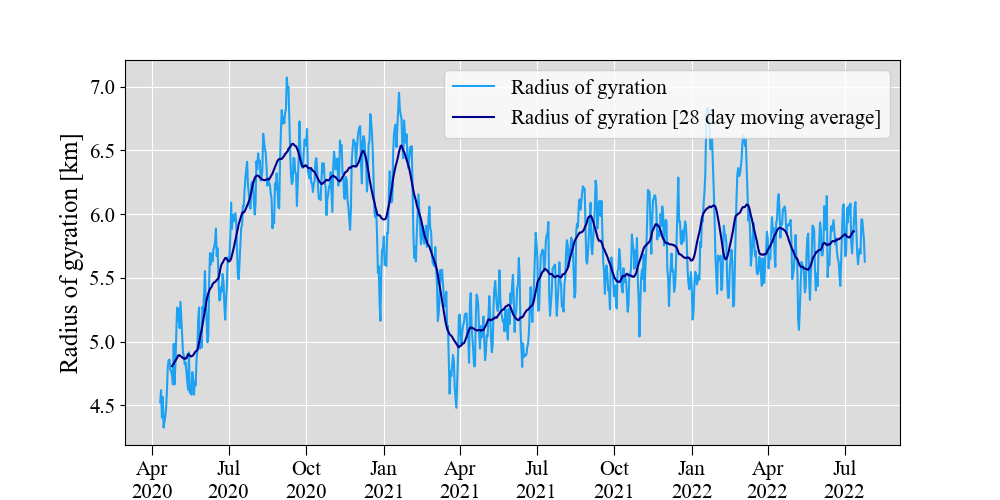 Radius of gyration
Radius of gyration [28 day moving average]
Radius of gyration [km]
7.0
6.5
6.0
5.5
5.0
4.5
Apr Jul Oct Jan Apr Jul Oct Jan Apr Jul
2020 2020 2020 2021 2021 2021 2021 2022 2022 2022